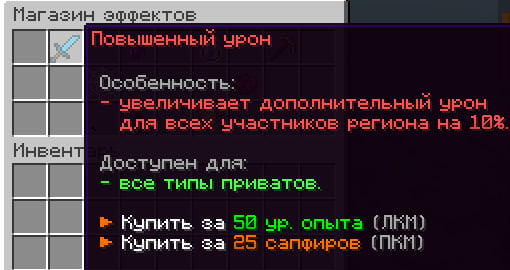 Магазин эффектов
Повышенный урон
Особенность:
- увеличивает дополнительный урон
для всех участников региона на 10%.
Инвентарь
Доступен для:
- все типы приватов.
► Купить за 50 ур. опыта (ЛКМ)
► Купить за 25 сапфиров (ПКМ)